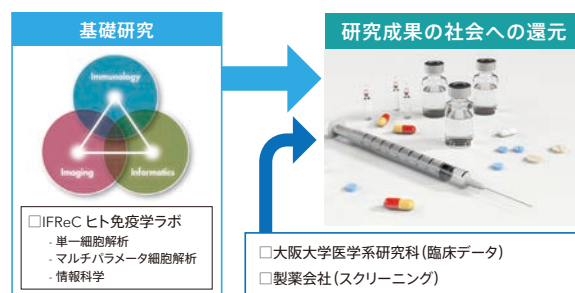 基礎研究
Immunology
Imaging
Informatics
□IFReC ヒト免疫学ラボ
- 単一細胞解析
- マルチパラメータ細胞解析
- 情報科学
研究成果の社会への還元
□大阪大学医学系研究科(臨床データ)
□製薬会社(スクリーニング)